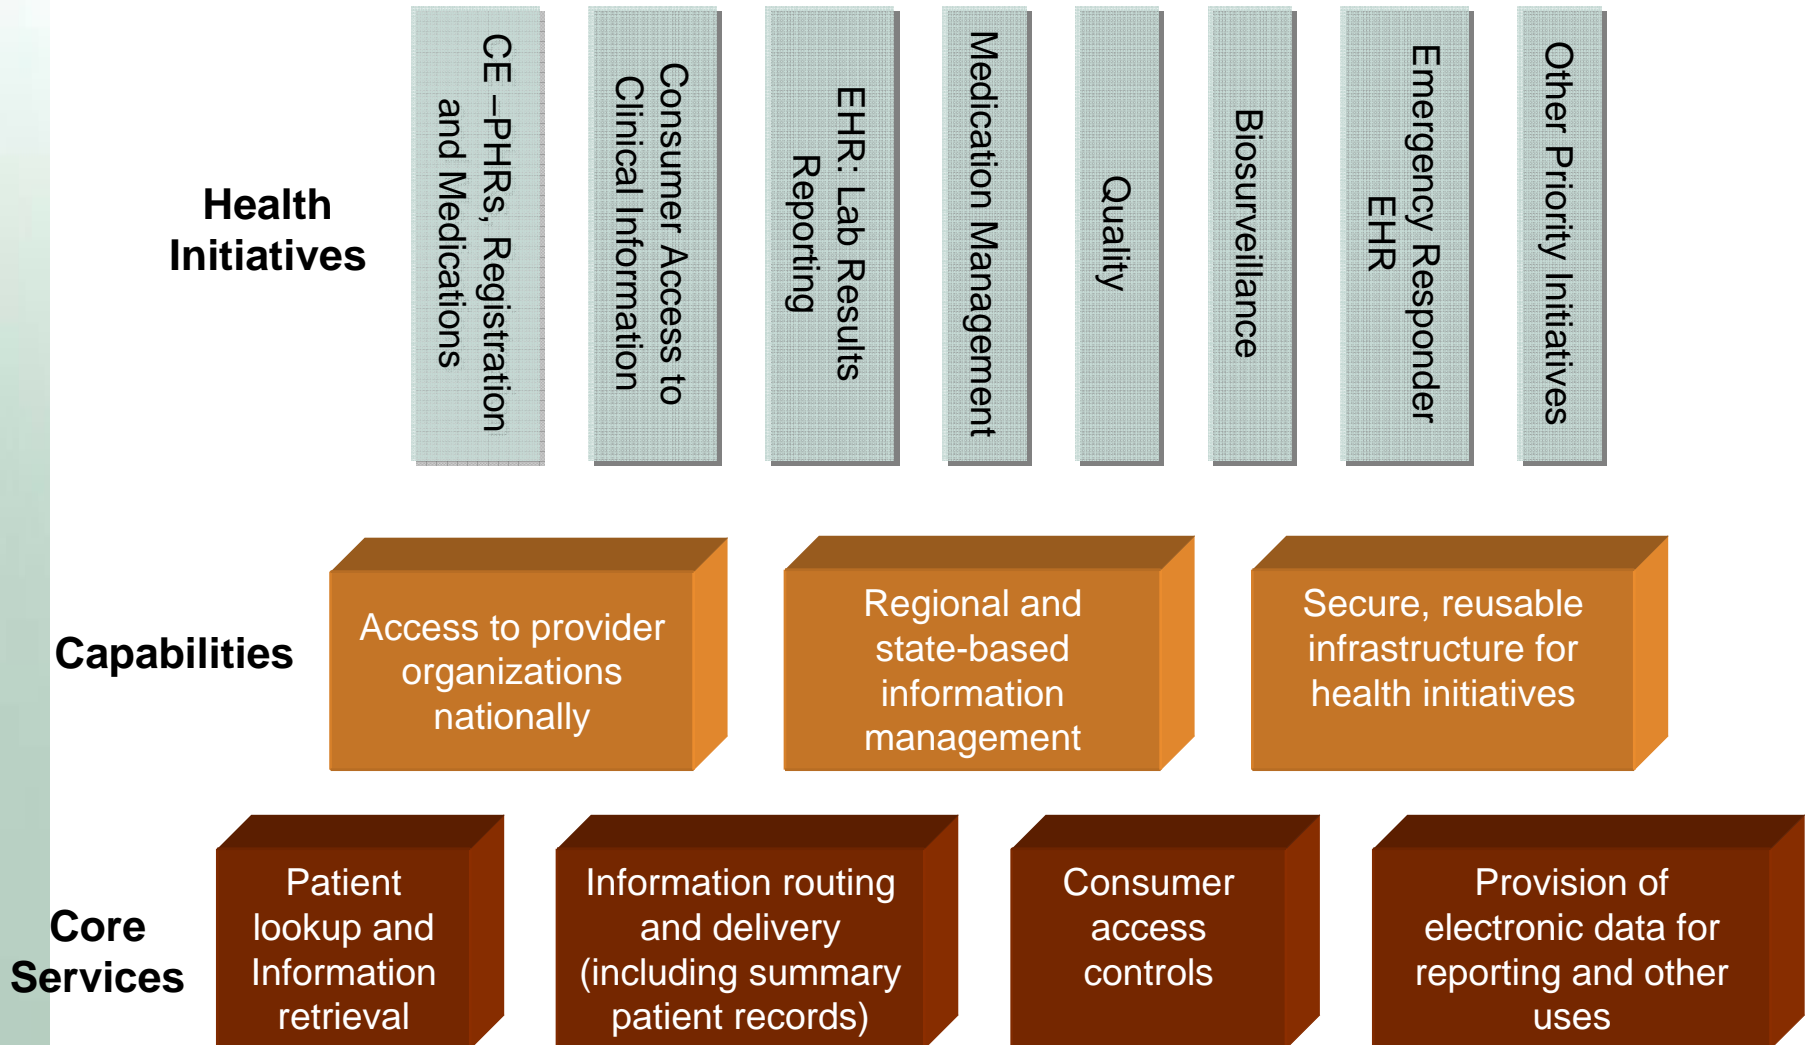 Health
Initiatives
CE –PHRs, Registration
and Medications
Consumer Access to
Clinical Information
EHR: Lab Results
Reporting
Medication Management
Quality
Biosurveillance
Emergency Responder
EHR
Other Priority Initiatives
Capabilities
Access to provider
organizations
nationally
Regional and
state-based
information
management
Secure, reusable
infrastructure for
health initiatives
Core
Services
Patient
lookup and
Information
retrieval
Information routing
and delivery
(including summary
patient records)
Consumer
access
controls
Provision of
electronic data for
reporting and other
uses